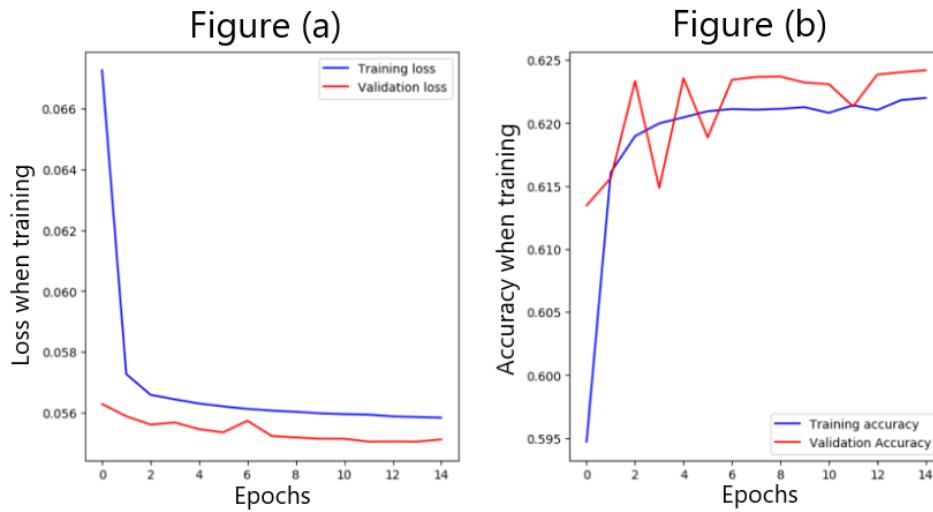 Figure (a)
Training loss
Validation loss
Loss when training
0.066
0.064
0.062
0.060
0.058
0.056
0 2 4 6 8 10 12 14
Epochs
Figure (b)
Accuracy when training
0.625
0.620
0.615
0.610
0.605
0.600
0.595
Training accuracy
Validation Accuracy
0 2 4 6 8 10 12 14
Epochs